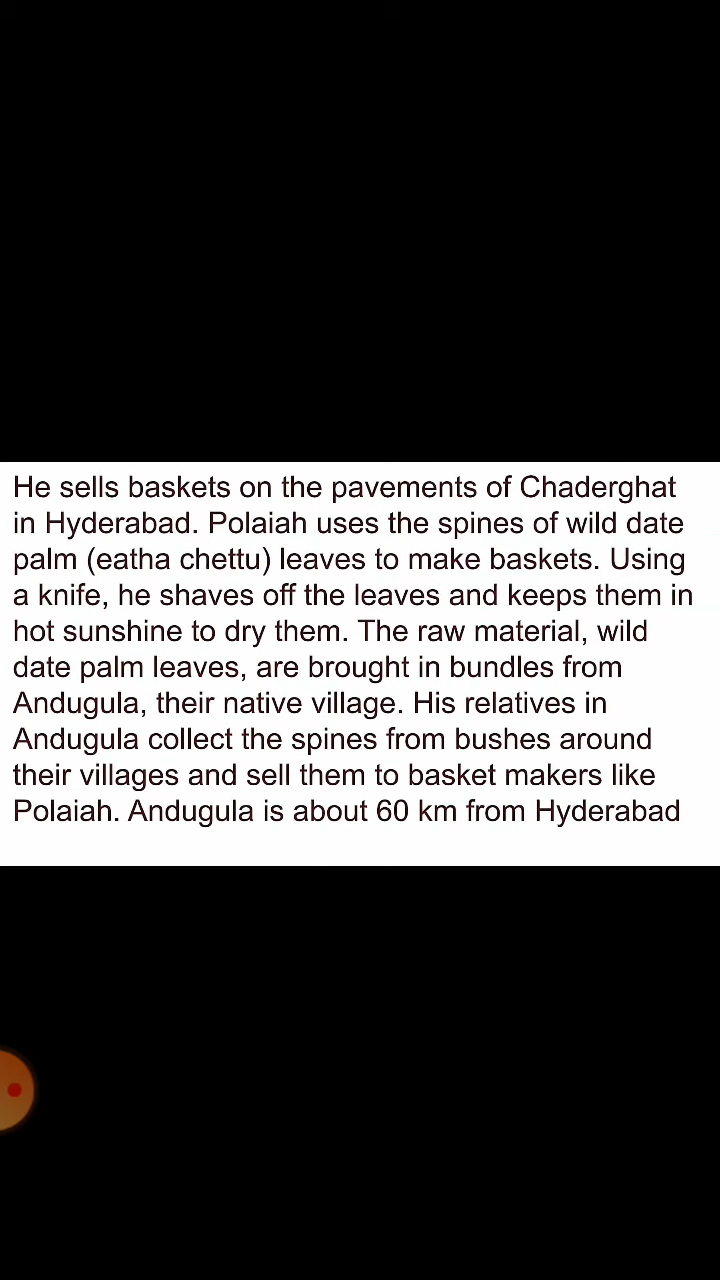 He sells baskets on the pavements of Chaderghat
in Hyderabad. Polaiah uses the spines of wild date
palm (eatha chettu) leaves to make baskets. Using
a knife, he shaves off the leaves and keeps them in
hot sunshine to dry them. The raw material, wild
date palm leaves, are brought in bundles from
Andugula, their native village. His relatives in
Andugula collect the spines from bushes around
their villages and sell them to basket makers like
Polaiah. Andugula is about 60 km from Hyderabad